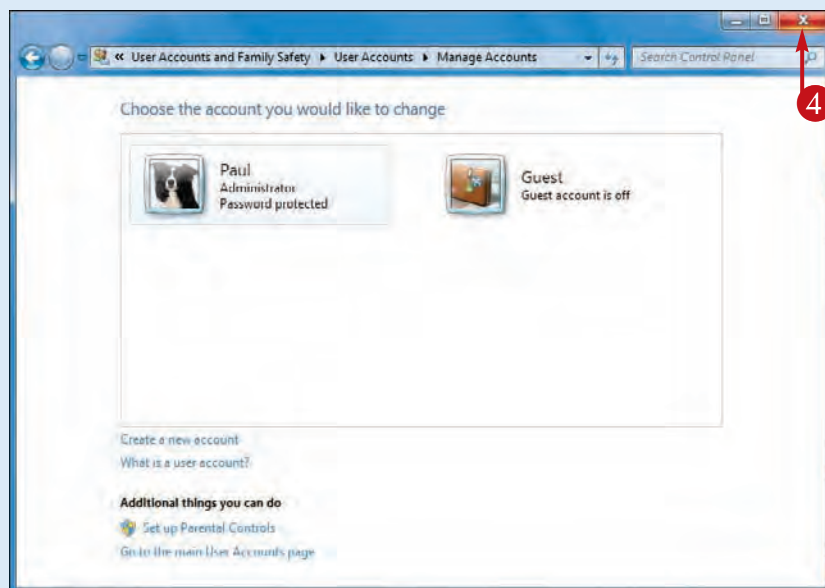 « User Accounts and Family Safety ▸ User Accounts ▸ Manage Accounts
Search Control Panel
4
Choose the account you would like to change
Paul
Administrator
Password protected
Guest
Guest account is off
Create a new account
What is a user account?
Additional things you can do
Set up Parental Controls
Go to the main User Accounts page